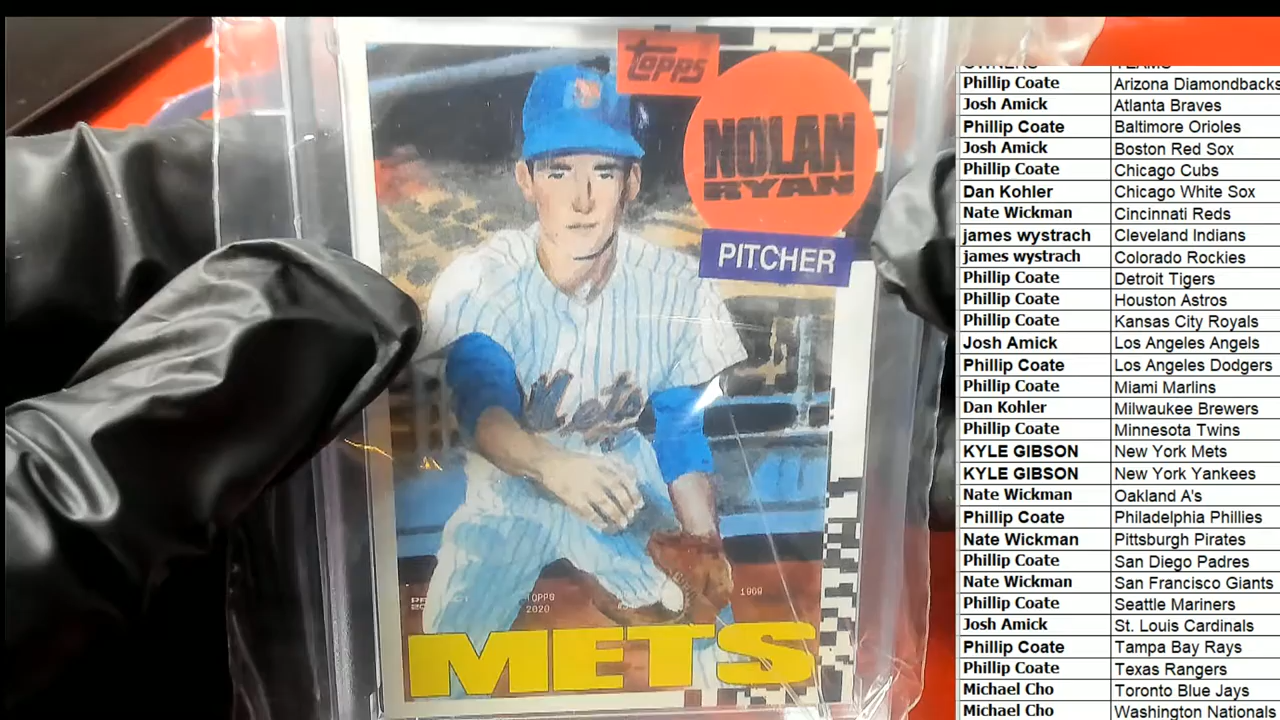 TOPPS
NOLAN
RYAN
PITCHER
Mets
TOPPS
2020
METS
OWNERS TEAMS
Phillip Coate Arizona Diamondbacks
Josh Amick Atlanta Braves
Phillip Coate Baltimore Orioles
Josh Amick Boston Red Sox
Phillip Coate Chicago Cubs
Dan Kohler Chicago White Sox
Nate Wickman Cincinnati Reds
james wystrach Cleveland Indians
james wystrach Colorado Rockies
Phillip Coate Detroit Tigers
Phillip Coate Houston Astros
Phillip Coate Kansas City Royals
Josh Amick Los Angeles Angels
Phillip Coate Los Angeles Dodgers
Phillip Coate Miami Marlins
Dan Kohler Milwaukee Brewers
Phillip Coate Minnesota Twins
KYLE GIBSON New York Mets
KYLE GIBSON New York Yankees
Nate Wickman Oakland A's
Phillip Coate Philadelphia Phillies
Nate Wickman Pittsburgh Pirates
Phillip Coate San Diego Padres
Nate Wickman San Francisco Giants
Phillip Coate Seattle Mariners
Josh Amick St. Louis Cardinals
Phillip Coate Tampa Bay Rays
Phillip Coate Texas Rangers
Michael Cho Toronto Blue Jays
Michael Cho Washington Nationals